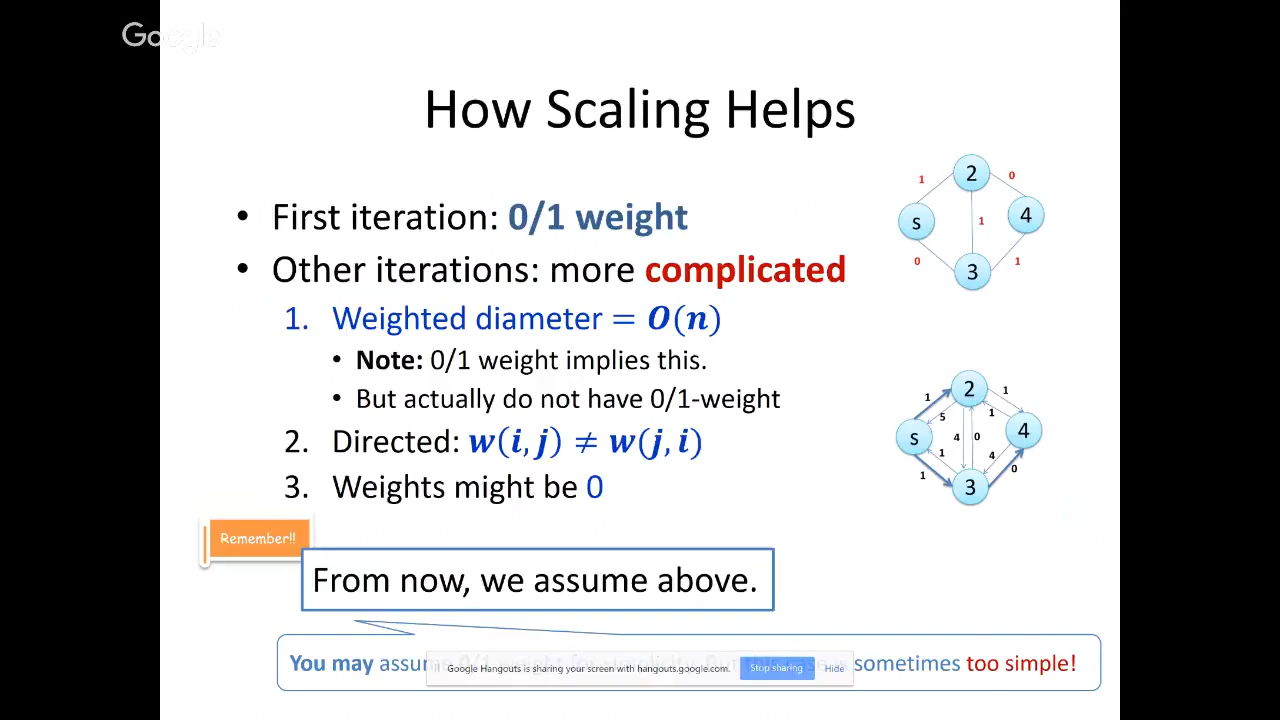 Google
How Scaling Helps
• First iteration: 0/1 weight
• Other iterations: more complicated
1. Weighted diameter = O(n)
• Note: 0/1 weight implies this.
• But actually do not have 0/1-weight
2. Directed: w(i, j) ≠ w(j, i)
3. Weights might be 0
Remember!!
From now, we assume above.
You may assume sometimes too simple!
Google Hangouts is sharing your screen with hangouts.google.com. Stop sharing Hide
1 2 0
s 1 4
0 3 1
2
1 1
5 1
s 4 0 4
1 4
1 0
3